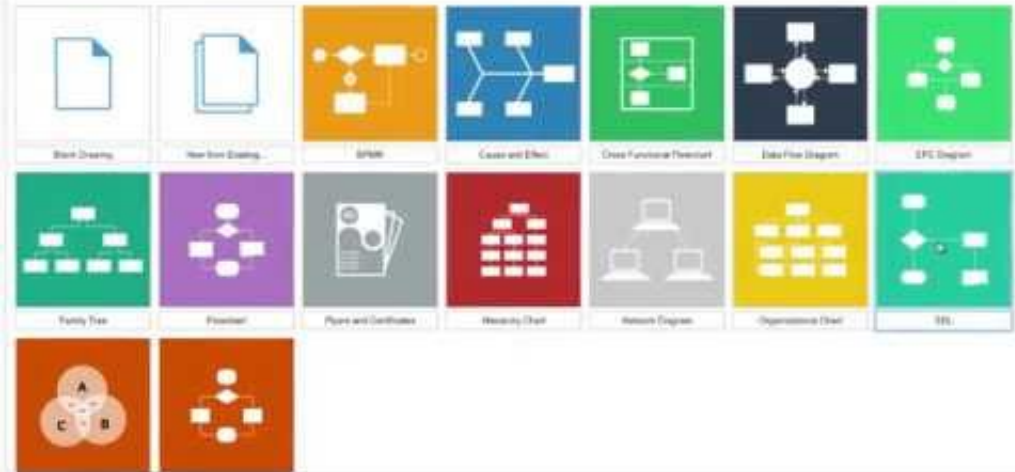 Blank Drawing
New from Existing...
BPMN
Cause and Effect
Cross Functional Flowchart
Data Flow Diagram
EPC Diagram
Family Tree
Flowchart
Flyers and Certificates
Hierarchy Chart
Network Diagram
Organizational Chart
SDL
A
C B